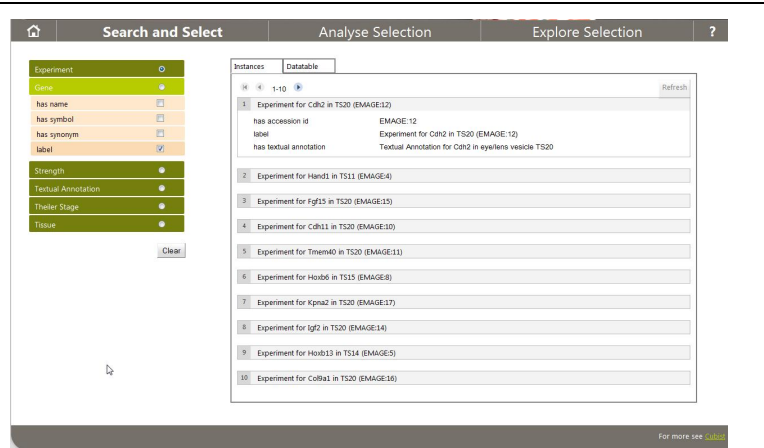 Search and Select
Analyse Selection
Explore Selection
?
Experiment
Gene
has name
has symbol
has synonym
label
Strength
Textual Annotation
Theiler Stage
Tissue
Clear
Instances Datatable
1-10 Refresh
1 Experiment for Cdh2 in TS20 (EMAGE:12)
has accession id EMAGE:12
label Experiment for Cdh2 in TS20 (EMAGE:12)
has textual annotation Textual Annotation for Cdh2 in eye/lens vesicle TS20
2 Experiment for Hand1 in TS11 (EMAGE:4)
3 Experiment for Fgf15 in TS20 (EMAGE:15)
4 Experiment for Cdh11 in TS20 (EMAGE:10)
5 Experiment for Tmem40 in TS20 (EMAGE:11)
6 Experiment for Hoxb6 in TS15 (EMAGE:8)
7 Experiment for Kpna2 in TS20 (EMAGE:17)
8 Experiment for Igf2 in TS20 (EMAGE:14)
9 Experiment for Hoxb13 in TS14 (EMAGE:5)
10 Experiment for Col9a1 in TS20 (EMAGE:16)
For more see Cubist